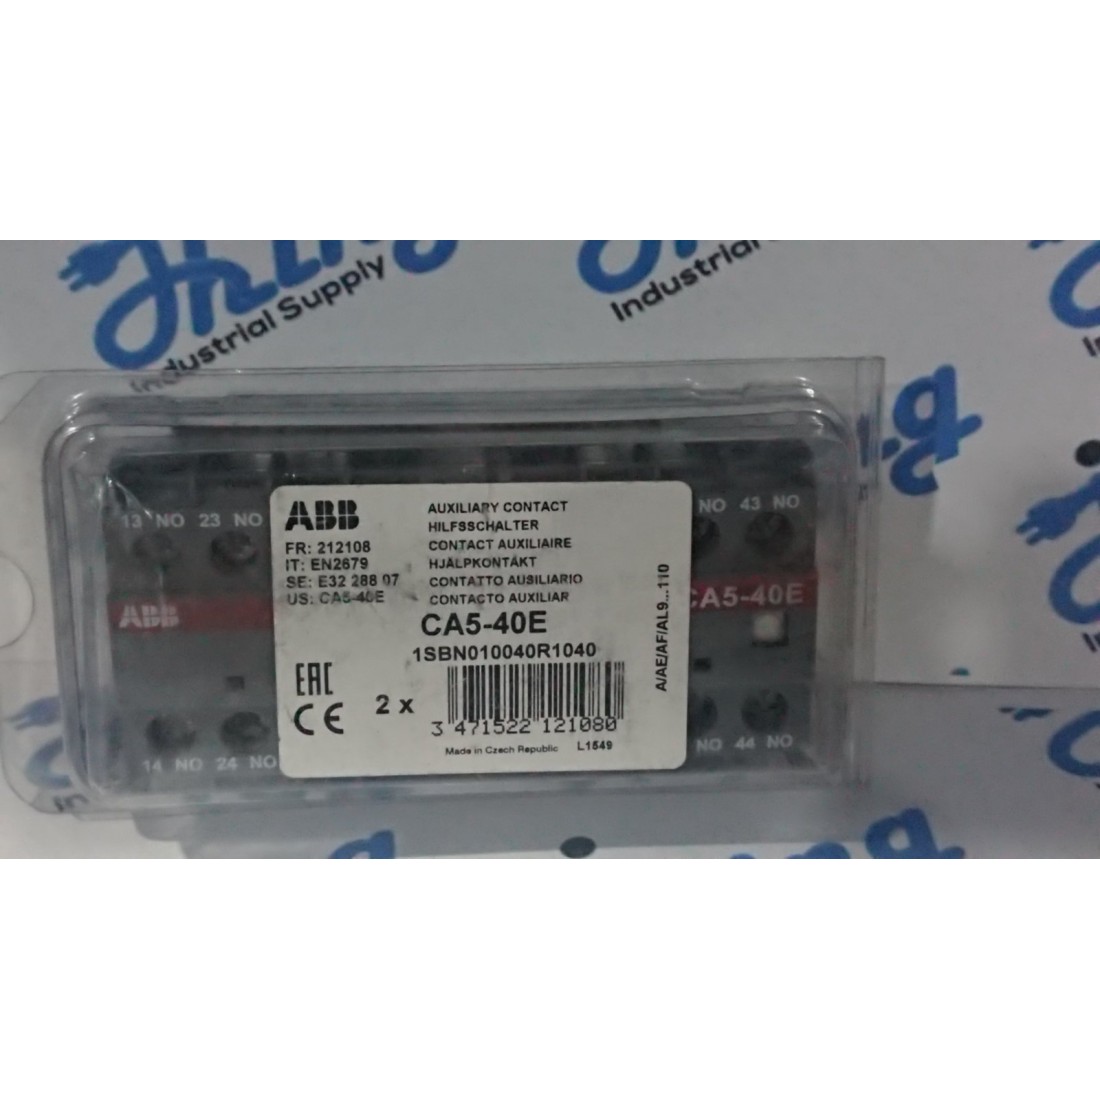 Industrial Supply
Industrial
13 NO 23 NO
NO 43 NO
ABB
CA5-40E
14 NO 24 NO
NO 44 NO
ABB
FR: 212108
IT: EN2679
SE: E32 288 07
US: CA5-40E
AUXILIARY CONTACT
HILFSSCHALTER
CONTACT AUXILIAIRE
HJÄLPKONTAKT
CONTATTO AUSILIARIO
CONTACTO AUXILIAR
CA5-40E
1SBN010040R1040
EAC
CE
2 x
3 471522 121080
Made in Czech Republic L1549
A/AE/AF/AL9...110